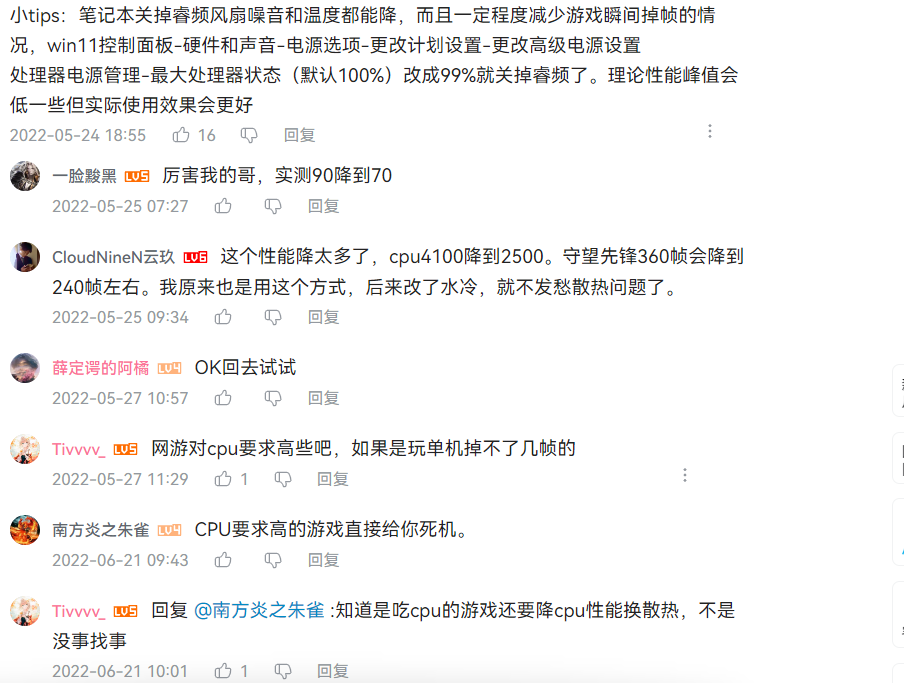 小tips：笔记本关掉睿频风扇噪音和温度都能降，而且一定程度减少游戏瞬间掉帧的情
况，win11控制面板-硬件和声音-电源选项-更改计划设置-更改高级电源设置
处理器电源管理-最大处理器状态（默认100%）改成99%就关掉睿频了。理论性能峰值会
低一些但实际使用效果会更好
2022-05-24 18:55 16 回复
一脸黢黑 LV5 厉害我的哥，实测90降到70
2022-05-25 07:27 回复
CloudNineN云玖 LV5 这个性能降太多了，cpu4100降到2500。守望先锋360帧会降到
240帧左右。我原来也是用这个方式，后来改了水冷，就不发愁散热问题了。
2022-05-25 09:34 回复
薛定谔的阿橘 LV4 OK回去试试
2022-05-27 10:57 回复
Tivvvv_ LV5 网游对cpu要求高些吧，如果是玩单机掉不了几帧的
2022-05-27 11:29 1 回复
南方炎之朱雀 LV4 CPU要求高的游戏直接给你死机。
2022-06-21 09:43 回复
Tivvvv_ LV5 回复 @南方炎之朱雀 :知道是吃cpu的游戏还要降cpu性能换散热，不是
没事找事
2022-06-21 10:01 1 回复